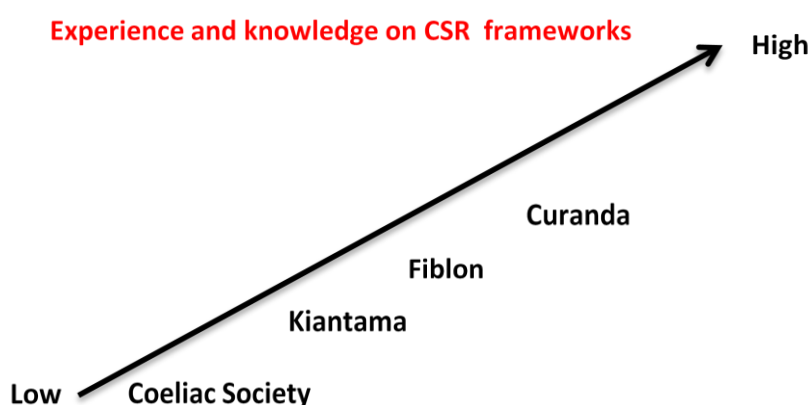 Experience and knowledge on CSR frameworks
High
Curanda
Fiblon
Kiantama
Low
Coeliac Society